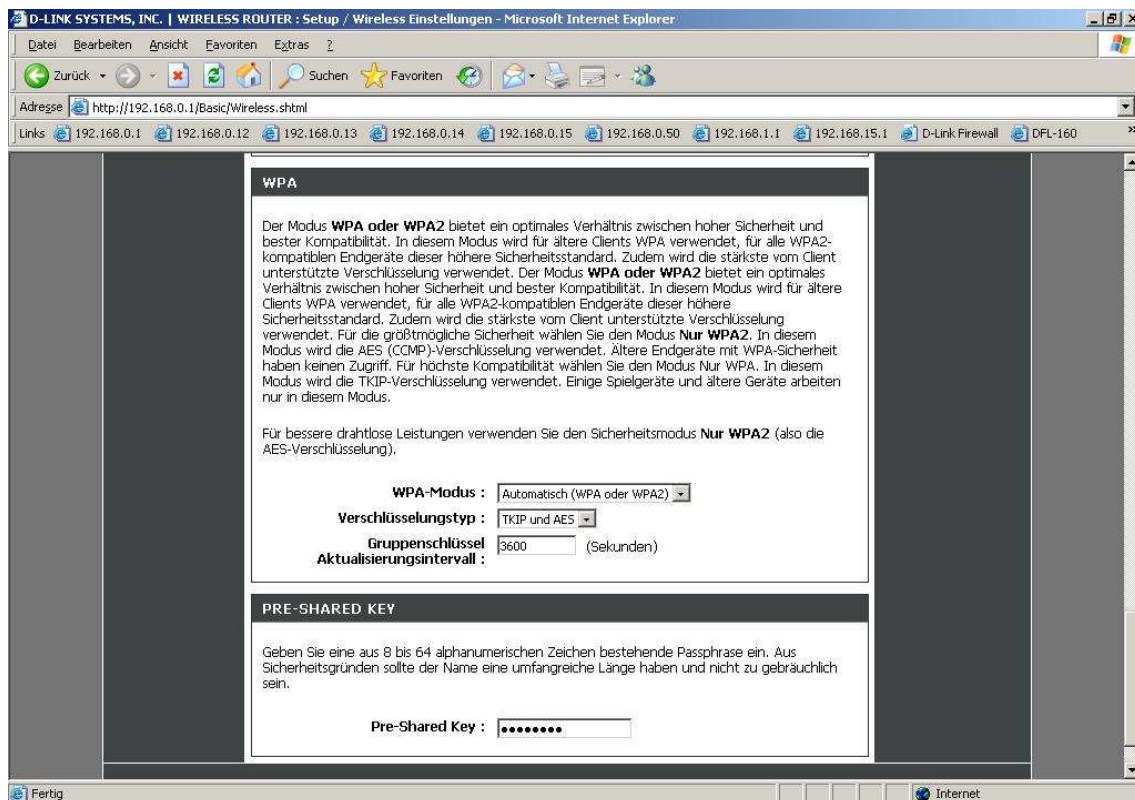 D-LINK SYSTEMS, INC. | WIRELESS ROUTER : Setup / Wireless Einstellungen - Microsoft Internet Explorer
Datei Bearbeiten Ansicht Favoriten Extras ?
Zurück Suchen Favoriten
Adresse http://192.168.0.1/Basic/Wireless.shtml
Links 192.168.0.1 192.168.0.12 192.168.0.13 192.168.0.14 192.168.0.15 192.168.0.50 192.168.1.1 192.168.15.1 D-Link Firewall DFL-160 »
WPA
Der Modus WPA oder WPA2 bietet ein optimales Verhältnis zwischen hoher Sicherheit und
bester Kompatibilität. In diesem Modus wird für ältere Clients WPA verwendet, für alle WPA2-
kompatiblen Endgeräte dieser höhere Sicherheitsstandard. Zudem wird die stärkste vom Client
unterstützte Verschlüsselung verwendet. Der Modus WPA oder WPA2 bietet ein optimales
Verhältnis zwischen hoher Sicherheit und bester Kompatibilität. In diesem Modus wird für ältere
Clients WPA verwendet, für alle WPA2-kompatiblen Endgeräte dieser höhere
Sicherheitsstandard. Zudem wird die stärkste vom Client unterstützte Verschlüsselung
verwendet. Für die größtmögliche Sicherheit wählen Sie den Modus Nur WPA2. In diesem
Modus wird die AES (CCMP)-Verschlüsselung verwendet. Ältere Endgeräte mit WPA-Sicherheit
haben keinen Zugriff. Für höchste Kompatibilität wählen Sie den Modus Nur WPA. In diesem
Modus wird die TKIP-Verschlüsselung verwendet. Einige Spielgeräte und ältere Geräte arbeiten
nur in diesem Modus.
Für bessere drahtlose Leistungen verwenden Sie den Sicherheitsmodus Nur WPA2 (also die
AES-Verschlüsselung).
WPA-Modus : Automatisch (WPA oder WPA2)
Verschlüsselungstyp : TKIP und AES
Gruppenschlüssel
Aktualisierungsintervall : 3600 (Sekunden)
PRE-SHARED KEY
Geben Sie eine aus 8 bis 64 alphanumerischen Zeichen bestehende Passphrase ein. Aus
Sicherheitsgründen sollte der Name eine umfangreiche Länge haben und nicht zu gebräuchlich
sein.
Pre-Shared Key : ●●●●●●●●
Fertig Internet